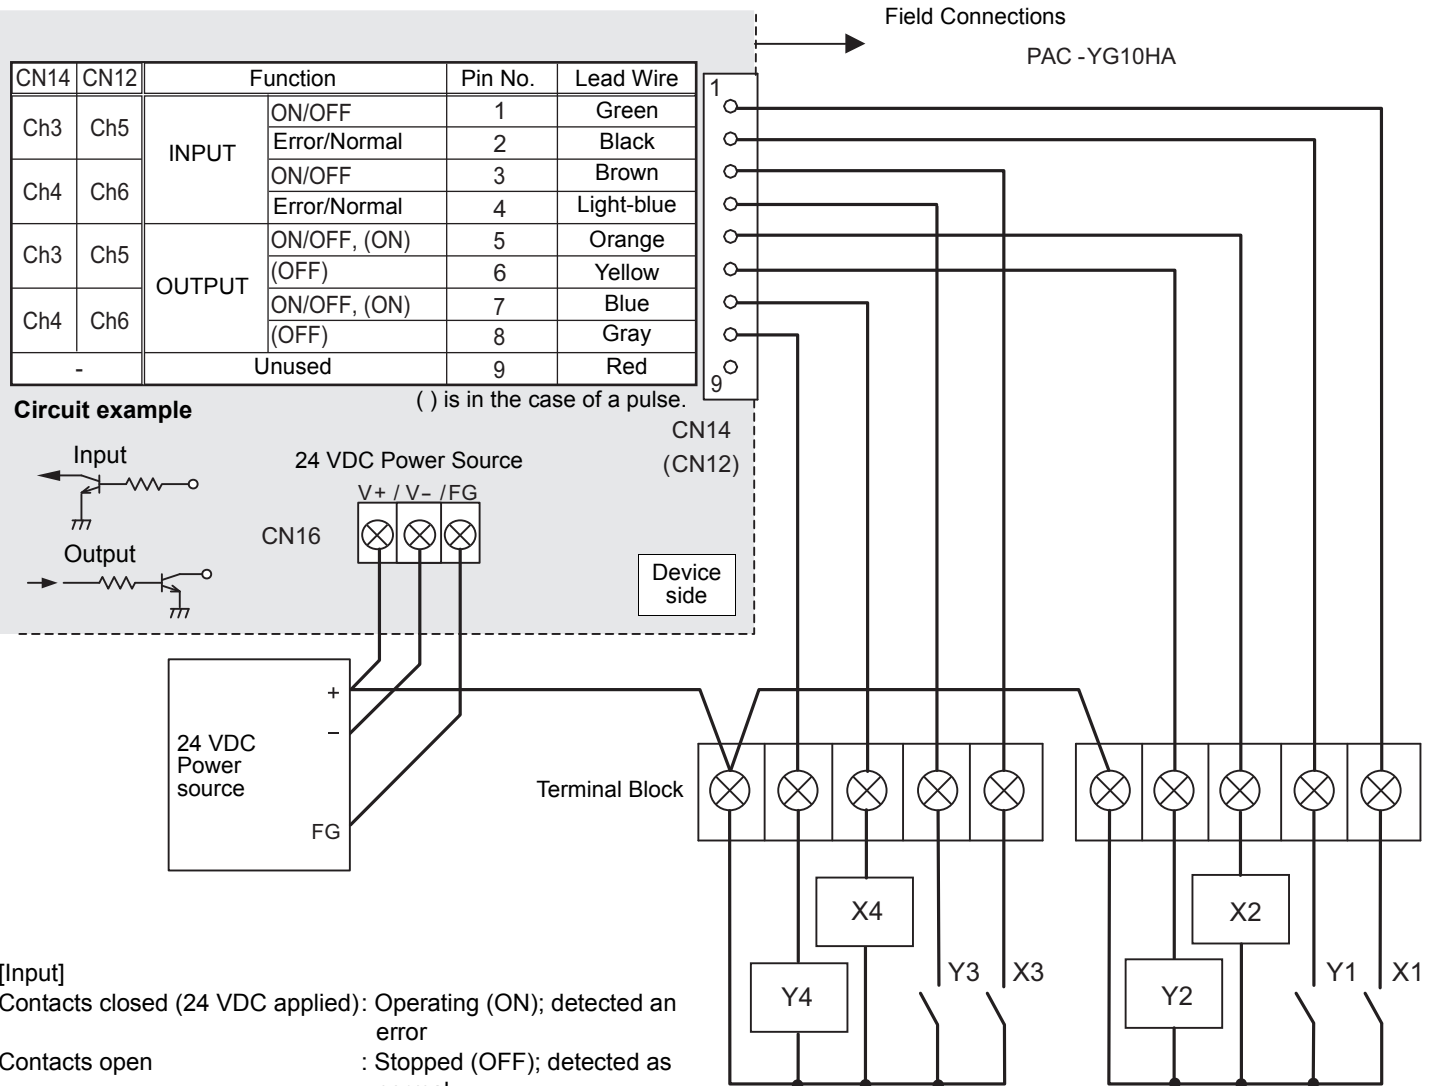 Field Connections
PAC -YG10HA
CN14 CN12 Function Pin No. Lead Wire
Ch3 Ch5 INPUT ON/OFF 1 Green
Error/Normal 2 Black
Ch4 Ch6 ON/OFF 3 Brown
Error/Normal 4 Light-blue
Ch3 Ch5 OUTPUT ON/OFF, (ON) 5 Orange
(OFF) 6 Yellow
Ch4 Ch6 ON/OFF, (ON) 7 Blue
(OFF) 8 Gray
- Unused 9 Red
1
9
( ) is in the case of a pulse.
CN14
(CN12)
Circuit example
Input
Output
24 VDC Power Source
V+ / V– /FG
CN16
Device
side
24 VDC
Power
source
+
–
FG
Terminal Block
X4
X2
Y4
Y3
X3
Y2
Y1
X1
[Input]
Contacts closed (24 VDC applied): Operating (ON); detected an
error
Contacts open : Stopped (OFF); detected as